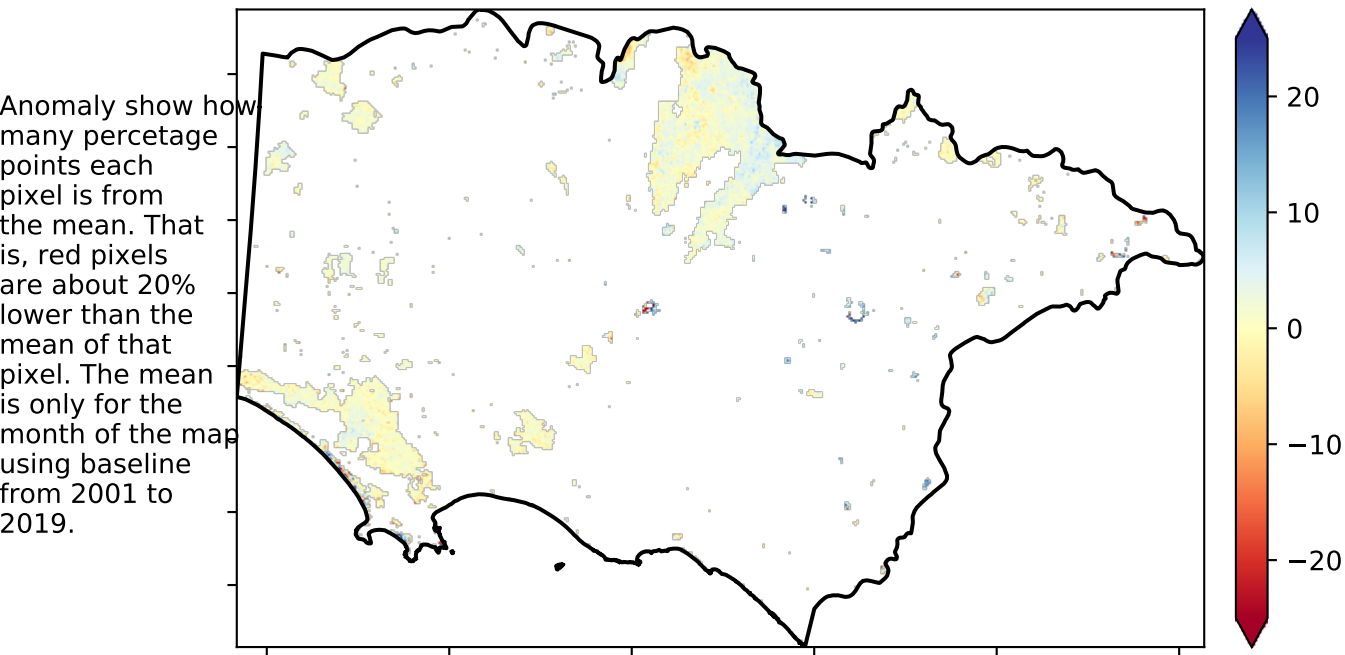 Anomaly show how
many percetage
points each
pixel is from
the mean. That
is, red pixels
are about 20%
lower than the
mean of that
pixel. The mean
is only for the
month of the map
using baseline
from 2001 to
2019.
20
10
0
−10
−20